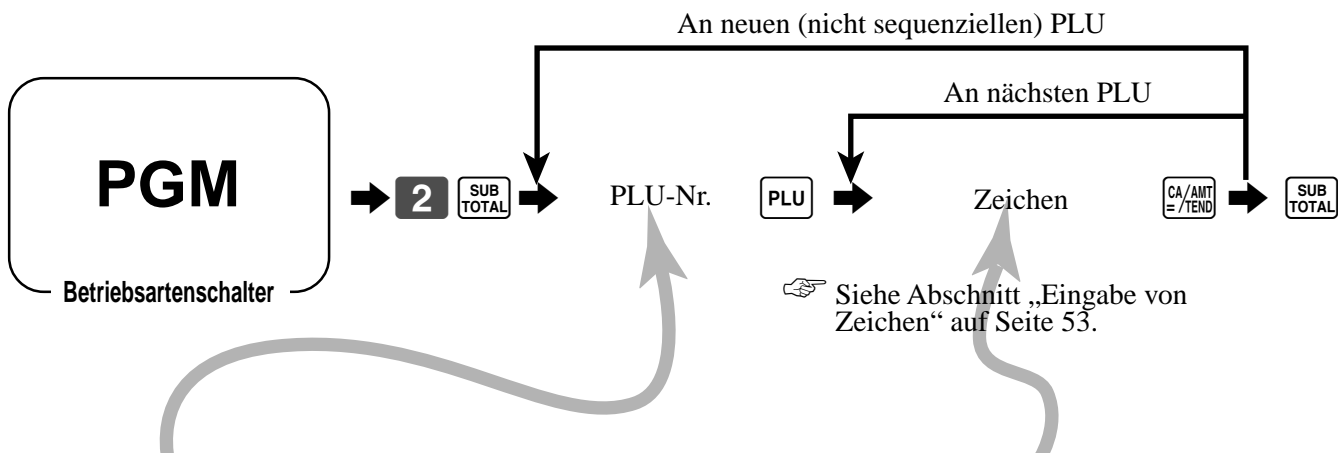 An neuen (nicht sequenziellen) PLU
An nächsten PLU
PGM
2
SUB
TOTAL
PLU-Nr.
PLU
Zeichen
CA/AMT
= /TEND
SUB
TOTAL
Betriebsartenschalter
☞ Siehe Abschnitt „Eingabe von
Zeichen“ auf Seite 53.